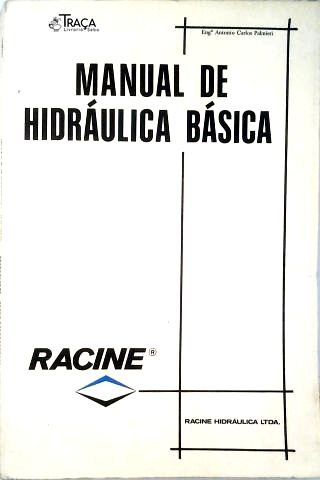 TRAÇA
Livraria e Sebo
Engº Antonio Carlos Palmieri
MANUAL DE
HIDRÁULICA BÁSICA
RACINE ®
RACINE HIDRÁULICA LTDA.